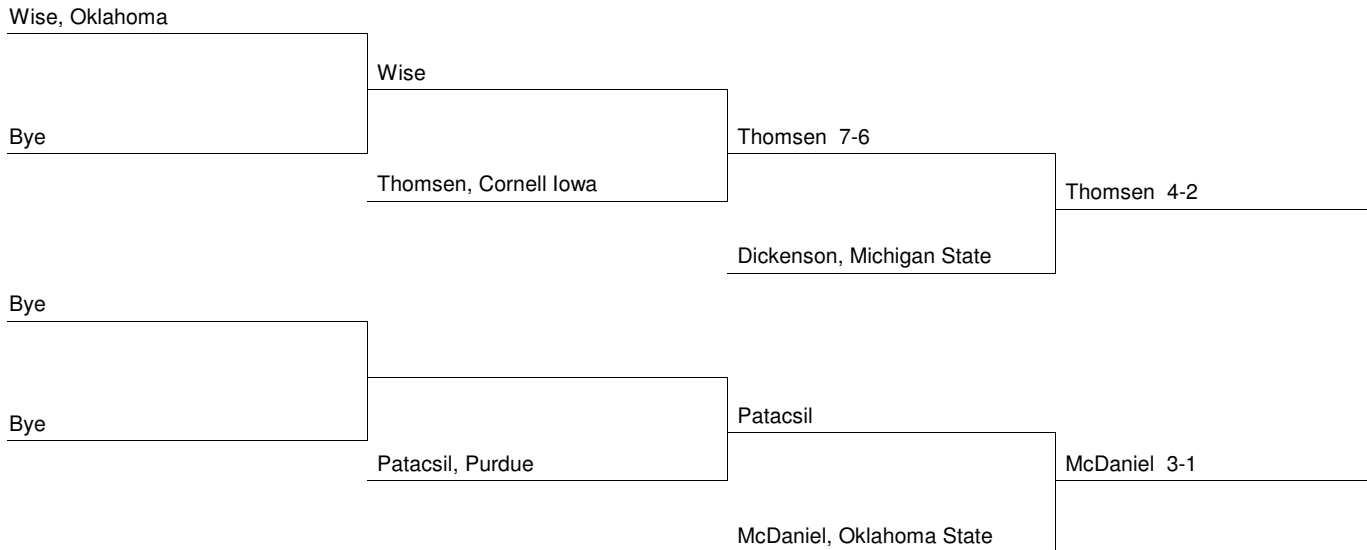 Wise, Oklahoma
Wise
Bye
Thomsen 7-6
Thomsen, Cornell Iowa
Thomsen 4-2
Dickenson, Michigan State
Bye
Bye
Patacsil
Patacsil, Purdue
McDaniel 3-1
McDaniel, Oklahoma State